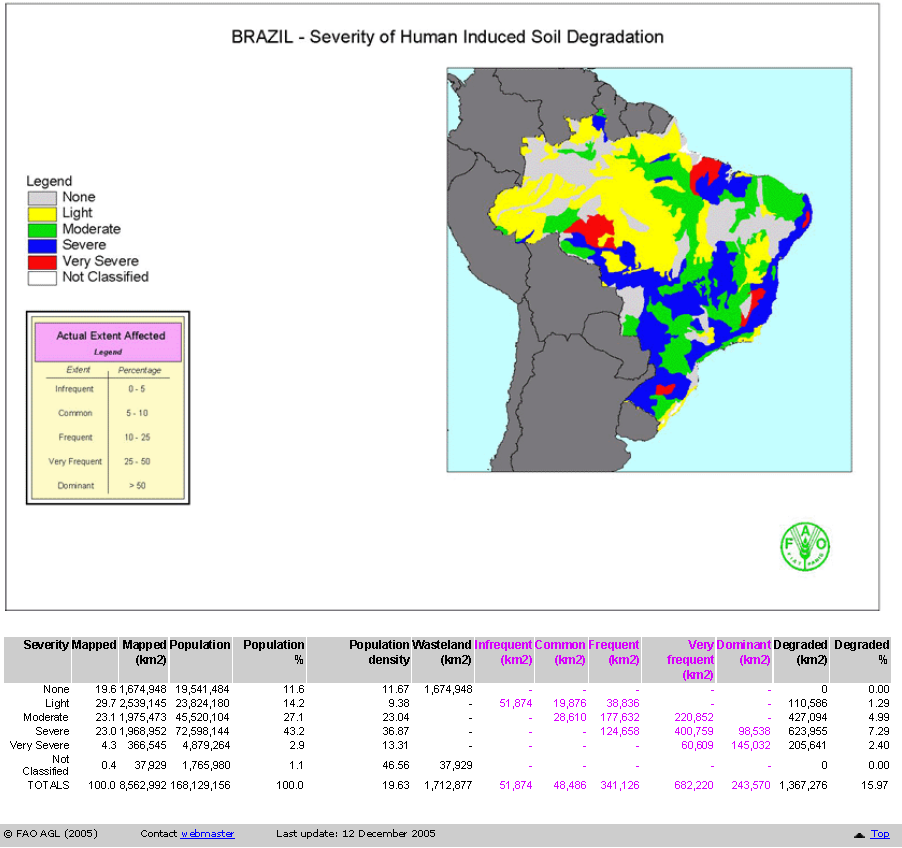 BRAZIL - Severity of Human Induced Soil Degradation
Legend
None
Light
Moderate
Severe
Very Severe
Not Classified
Actual Extent Affected
Legend
Extent Percentage
Infrequent 0 - 5
Common 5 - 10
Frequent 10 - 25
Very Frequent 25 - 50
Dominant > 50
F A O
FIAT PANIS
Severity Mapped Mapped Population Population Population Wasteland Infrequent Common Frequent Very Dominant Degraded Degraded
(km2) % density (km2) (km2) (km2) (km2) frequent (km2) (km2) %
(km2)
None 19.6 1,674,948 19,541,484 11.6 11.67 1,674,948 - - - - - 0 0.00
Light 29.7 2,539,145 23,824,180 14.2 9.38 - 51,874 19,876 38,836 - - 110,586 1.29
Moderate 23.1 1,975,473 45,520,104 27.1 23.04 - - 28,610 177,632 220,852 - 427,094 4.99
Severe 23.0 1,968,952 72,598,144 43.2 36.87 - - - 124,658 400,759 98,538 623,955 7.29
Very Severe 4.3 366,545 4,879,264 2.9 13.31 - - - - 60,609 145,032 205,641 2.40
Not
Classified 0.4 37,929 1,765,980 1.1 46.56 37,929 - - - - - 0 0.00
TOTALS 100.0 8,562,992 168,129,156 100.0 19.63 1,712,877 51,874 48,486 341,126 682,220 243,570 1,367,276 15.97
© FAO AGL (2005) Contact webmaster Last update: 12 December 2005 Top